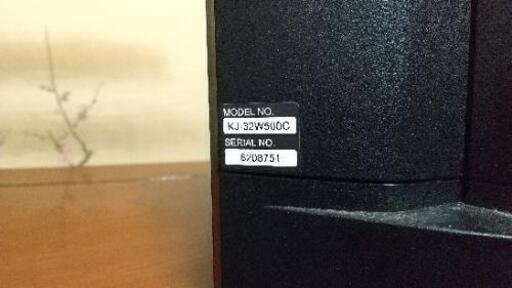 MODEL NO.
KJ-32W500C
SERIAL NO.
6208751